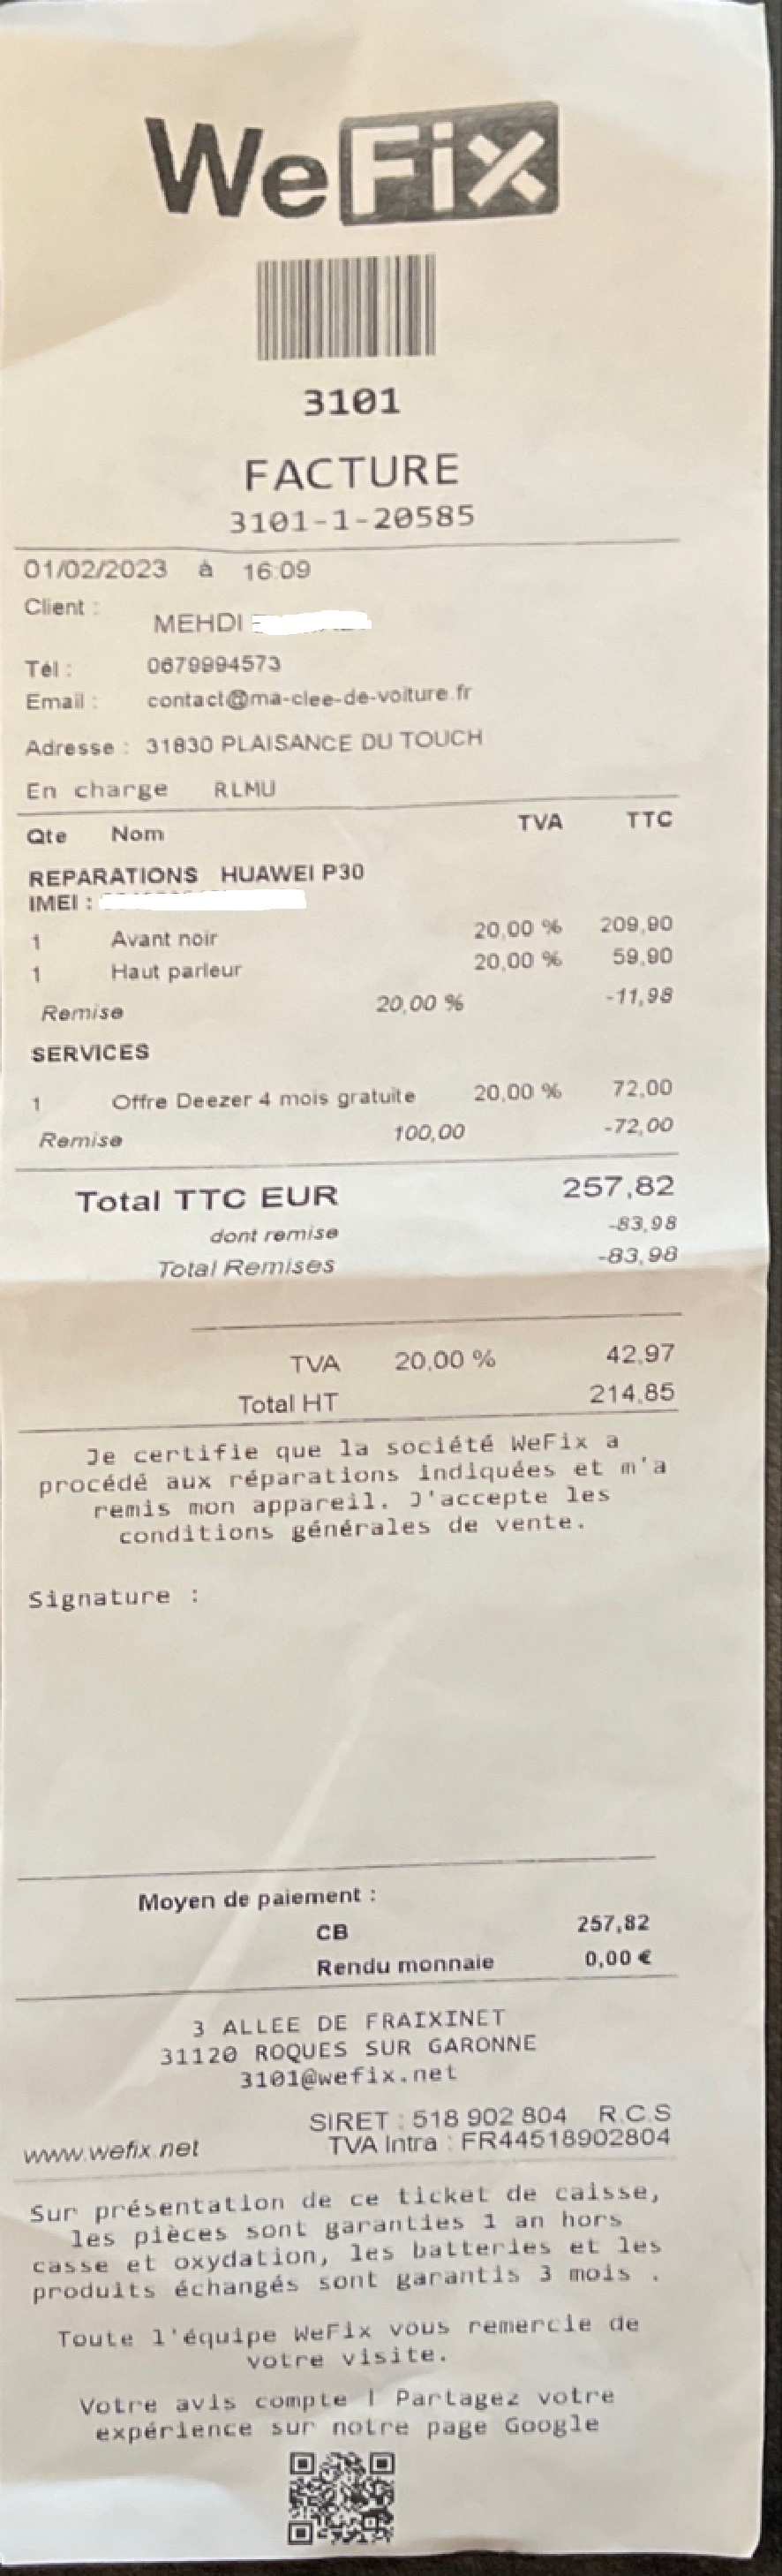 WeFix
3101
FACTURE
3101-1-20585
01/02/2023 à 16:09
Client :
MEHDI
Tél : 0679994573
Email : contact@ma-clee-de-voiture.fr
Adresse : 31830 PLAISANCE DU TOUCH
En charge RLMU
Qte Nom TVA TTC
REPARATIONS HUAWEI P30
IMEI :
1 Avant noir 20,00 % 209,90
1 Haut parleur 20,00 % 59,90
Remise 20,00 % -11,98
SERVICES
1 Offre Deezer 4 mois gratuite 20,00 % 72,00
Remise 100,00 -72,00
Total TTC EUR 257,82
dont remise -83,98
Total Remises -83,98
TVA 20,00 % 42,97
Total HT 214,85
Je certifie que la société WeFix a
procédé aux réparations indiquées et m'a
remis mon appareil. J'accepte les
conditions générales de vente.
Signature :
Moyen de paiement :
CB 257,82
Rendu monnaie 0,00 €
3 ALLEE DE FRAIXINET
31120 ROQUES SUR GARONNE
3101@wefix.net
SIRET : 518 902 804 R.C.S
www.wefix.net TVA Intra : FR44518902804
Sur présentation de ce ticket de caisse,
les pièces sont garanties 1 an hors
casse et oxydation, les batteries et les
produits échangés sont garantis 3 mois .
Toute l'équipe WeFix vous remercie de
votre visite.
Votre avis compte ! Partagez votre
expérience sur notre page Google